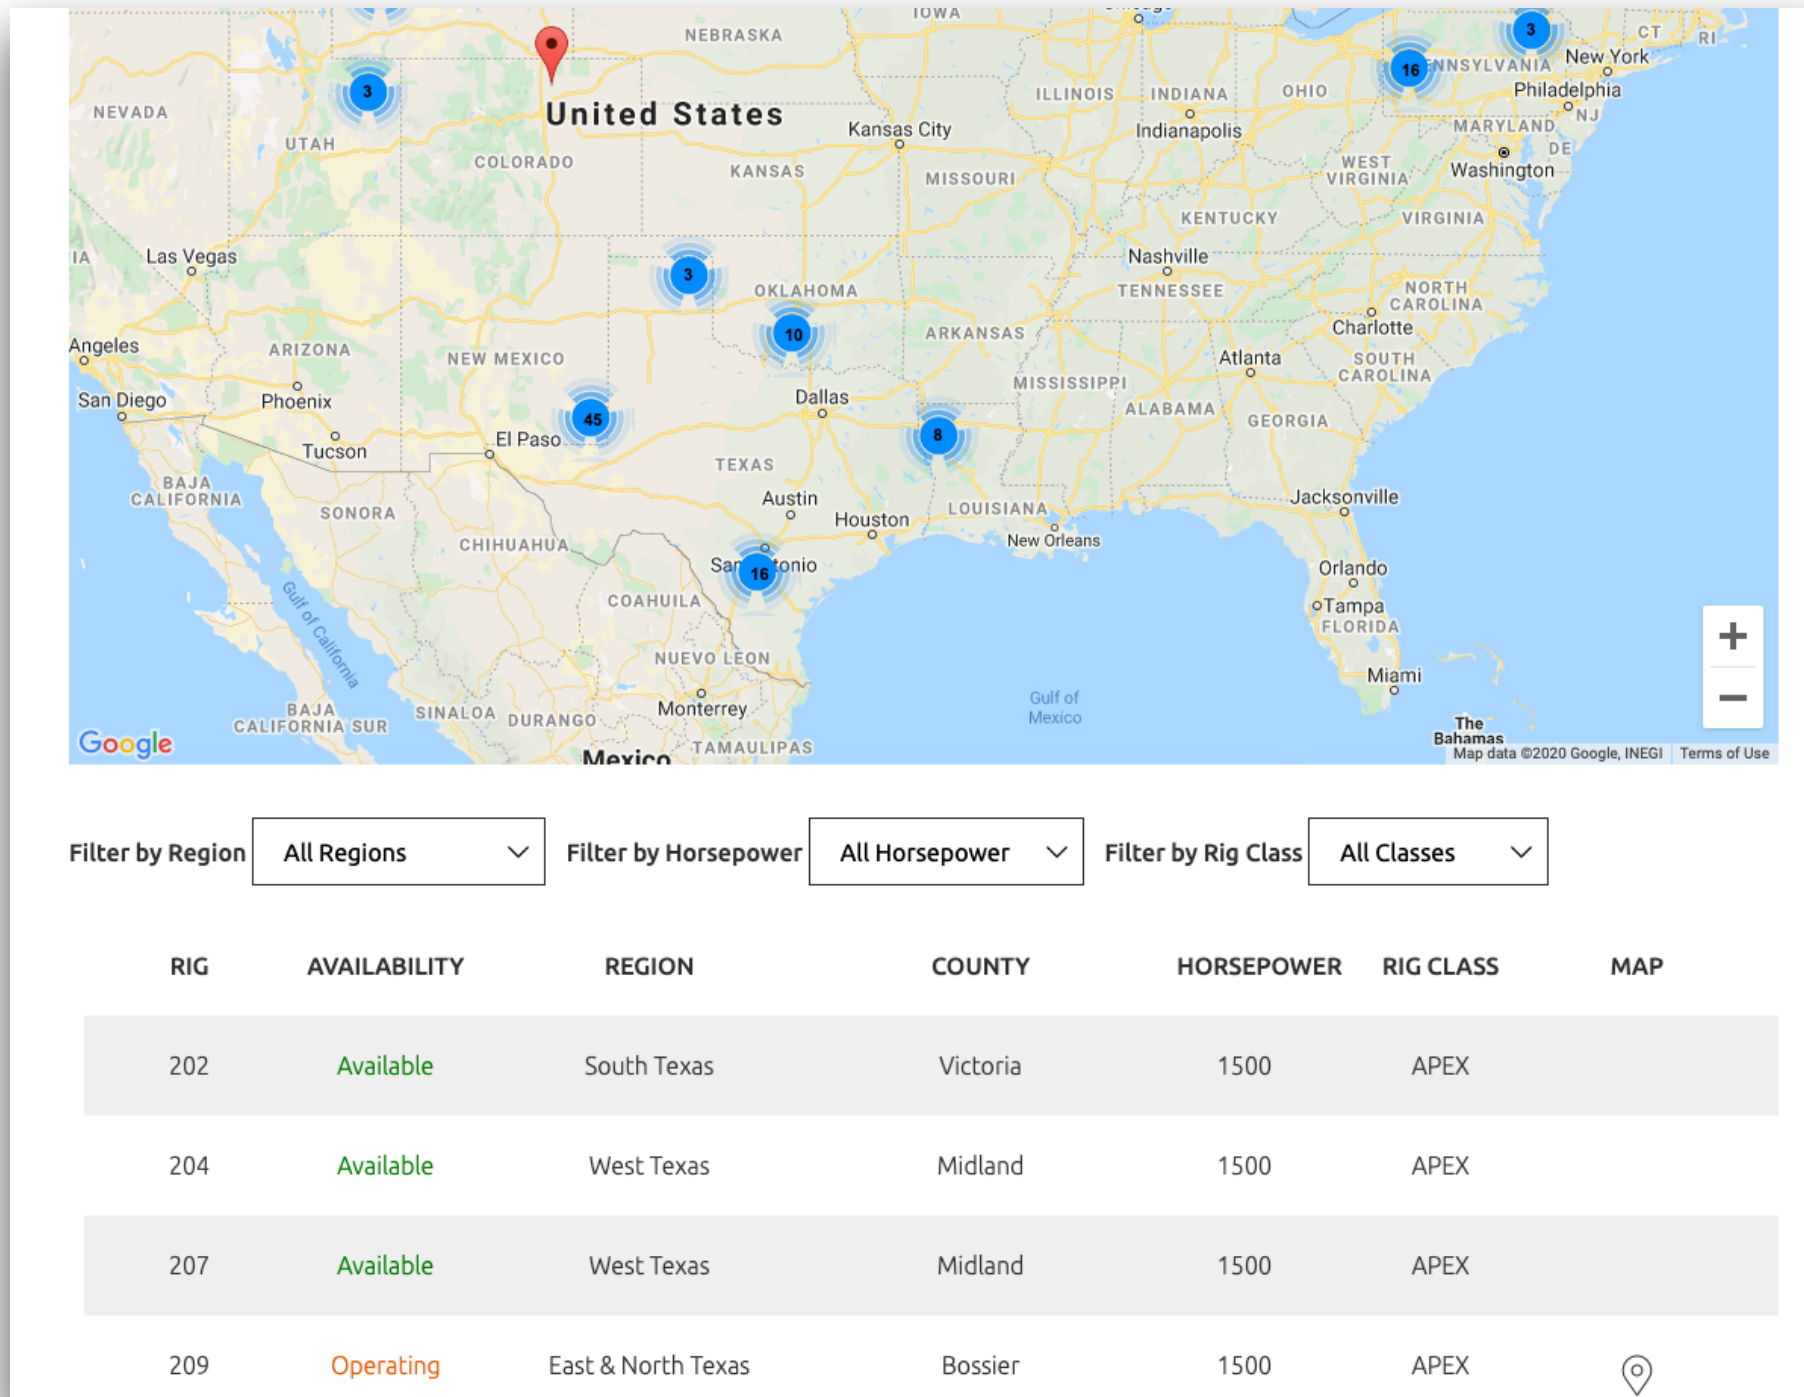 IOWA
NEBRASKA
3
CT
RI
New York
16
PENNSYLVANIA
Philadelphia
3
NEVADA
United States
ILLINOIS
INDIANA
OHIO
NJ
UTAH
Kansas City
Indianapolis
MARYLAND
DE
COLORADO
KANSAS
MISSOURI
WEST
VIRGINIA
Washington
KENTUCKY
VIRGINIA
IA
Las Vegas
3
OKLAHOMA
Nashville
TENNESSEE
NORTH
CAROLINA
Charlotte
Angeles
ARIZONA
NEW MEXICO
10
ARKANSAS
Atlanta
SOUTH
CAROLINA
San Diego
Phoenix
Dallas
MISSISSIPPI
45
ALABAMA
GEORGIA
Tucson
El Paso
8
TEXAS
BAJA
CALIFORNIA
SONORA
Austin
Houston
LOUISIANA
Jacksonville
CHIHUAHUA
New Orleans
San Antonio
16
Orlando
Gulf of California
COAHUILA
Tampa
FLORIDA
NUEVO LEON
Miami
Monterrey
Gulf of
Mexico
BAJA
CALIFORNIA SUR
SINALOA
DURANGO
The
Bahamas
Google
Mexico
TAMAULIPAS
Map data ©2020 Google, INEGI Terms of Use
Filter by Region All Regions Filter by Horsepower All Horsepower Filter by Rig Class All Classes
RIG AVAILABILITY REGION COUNTY HORSEPOWER RIG CLASS MAP
202 Available South Texas Victoria 1500 APEX
204 Available West Texas Midland 1500 APEX
207 Available West Texas Midland 1500 APEX
209 Operating East & North Texas Bossier 1500 APEX